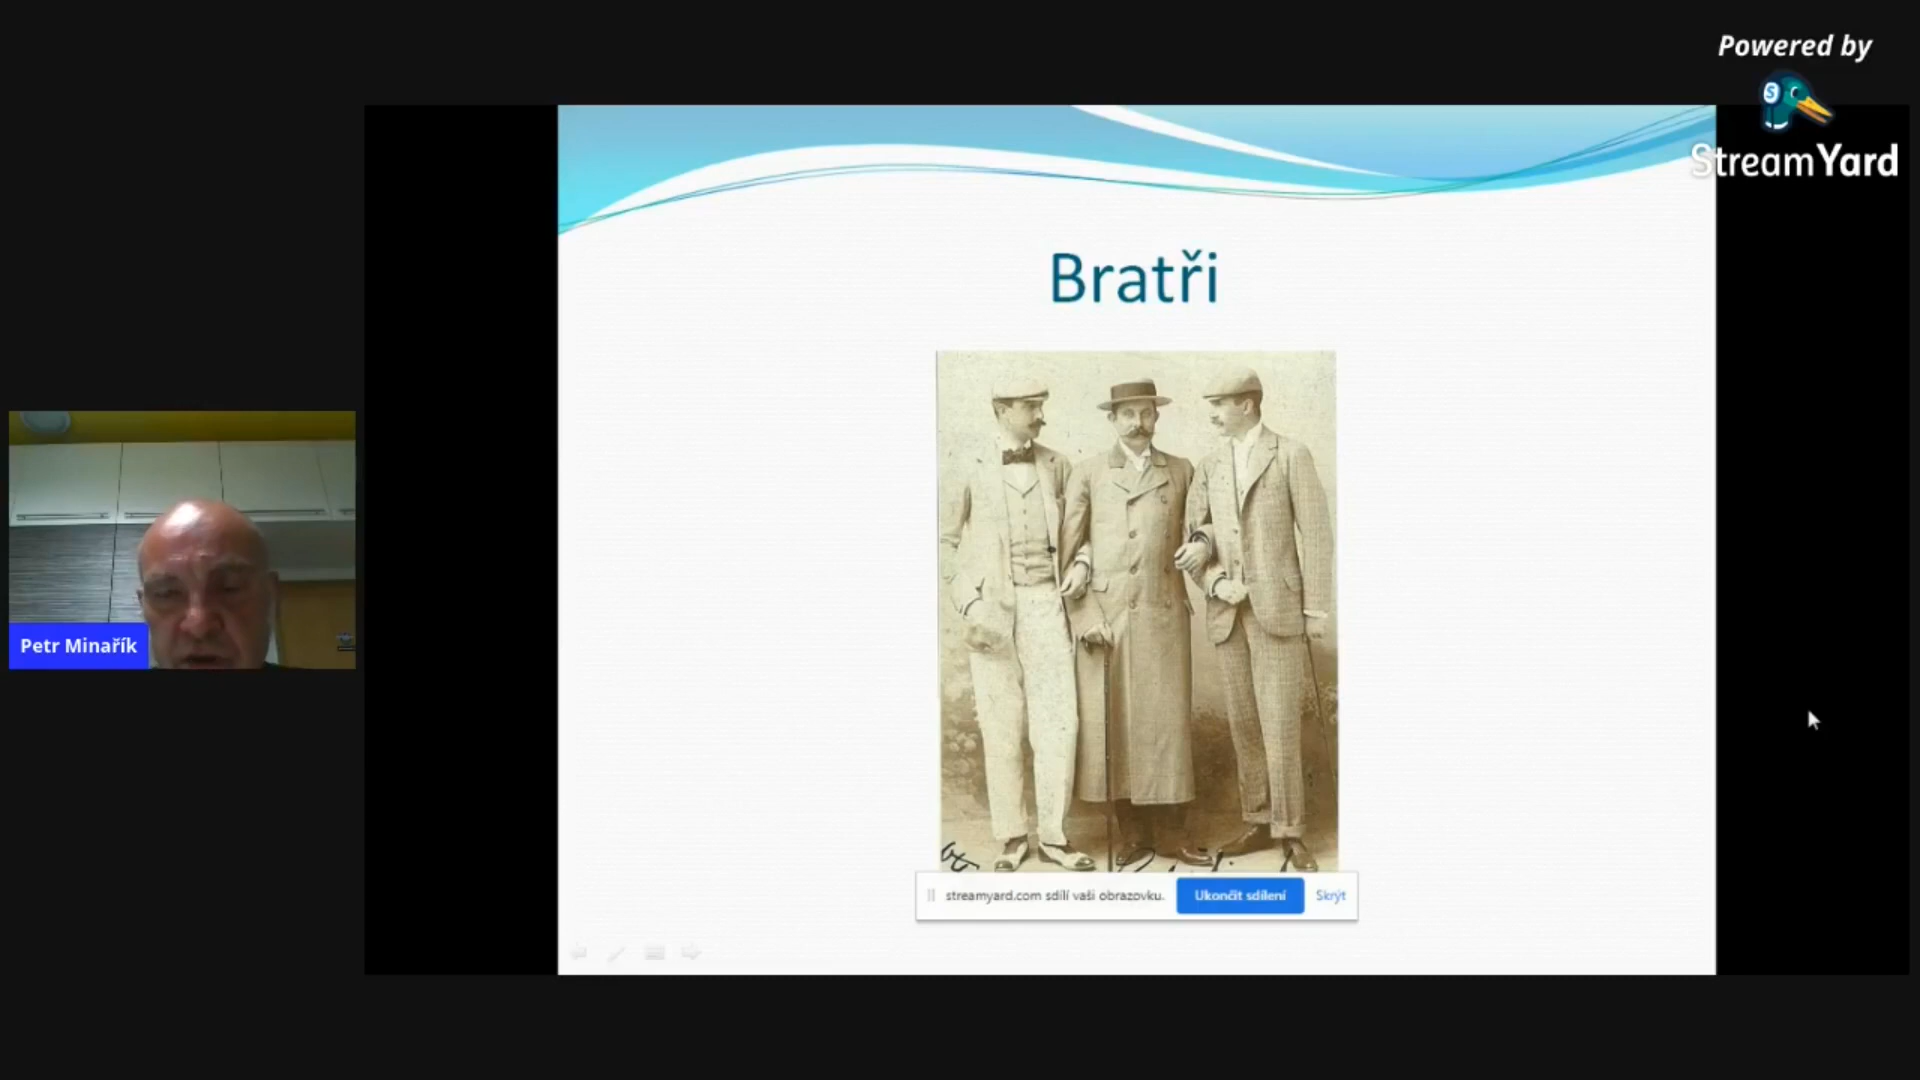 Powered by
StreamYard
Bratři
Petr Minařík
streamyard.com sdílí vaši obrazovku.
Ukončit sdílení
Skrýt